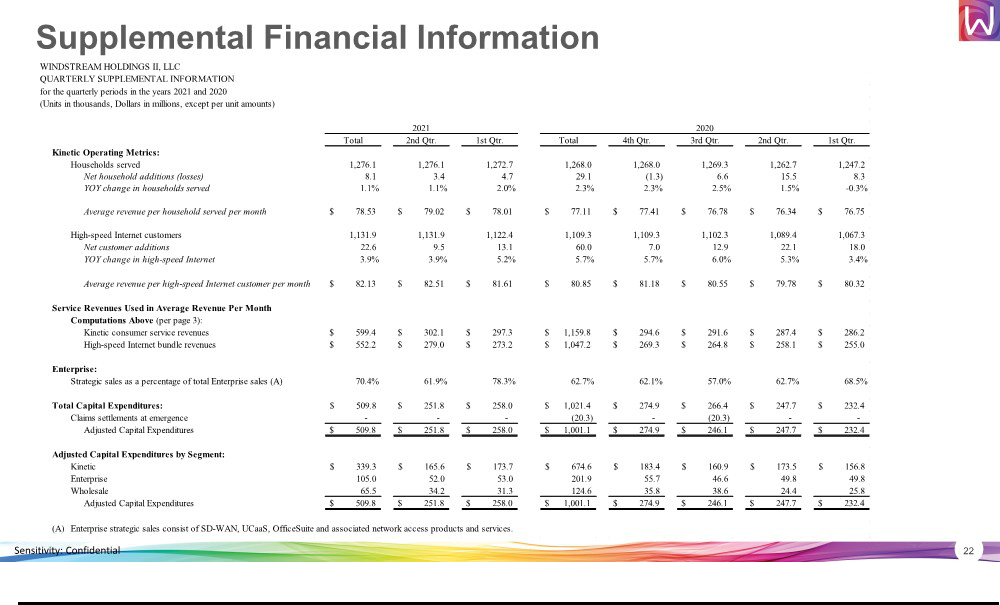 Supplemental Financial Information
W
WINDSTREAM HOLDINGS II, LLC
QUARTERLY SUPPLEMENTAL INFORMATION
for the quarterly periods in the years 2021 and 2020
(Units in thousands, Dollars in millions, except per unit amounts)
2021 2020
Total 2nd Qtr. 1st Qtr. Total 4th Qtr. 3rd Qtr. 2nd Qtr. 1st Qtr.
Kinetic Operating Metrics:
Households served 1,276.1 1,276.1 1,272.7 1,268.0 1,268.0 1,269.3 1,262.7 1,247.2
Net household additions (losses) 8.1 3.4 4.7 29.1 (1.3) 6.6 15.5 8.3
YOY change in households served 1.1% 1.1% 2.0% 2.3% 2.3% 2.5% 1.5% -0.3%
Average revenue per household served per month $ 78.53 $ 79.02 $ 78.01 $ 77.11 $ 77.41 $ 76.78 $ 76.34 $ 76.75
High-speed Internet customers 1,131.9 1,131.9 1,122.4 1,109.3 1,109.3 1,102.3 1,089.4 1,067.3
Net customer additions 22.6 9.5 13.1 60.0 7.0 12.9 22.1 18.0
YOY change in high-speed Internet 3.9% 3.9% 5.2% 5.7% 5.7% 6.0% 5.3% 3.4%
Average revenue per high-speed Internet customer per month $ 82.13 $ 82.51 $ 81.61 $ 80.85 $ 81.18 $ 80.55 $ 79.78 $ 80.32
Service Revenues Used in Average Revenue Per Month
Computations Above (per page 3):
Kinetic consumer service revenues $ 599.4 $ 302.1 $ 297.3 $ 1,159.8 $ 294.6 $ 291.6 $ 287.4 $ 286.2
High-speed Internet bundle revenues $ 552.2 $ 279.0 $ 273.2 $ 1,047.2 $ 269.3 $ 264.8 $ 258.1 $ 255.0
Enterprise:
Strategic sales as a percentage of total Enterprise sales (A) 70.4% 61.9% 78.3% 62.7% 62.1% 57.0% 62.7% 68.5%
Total Capital Expenditures: $ 509.8 $ 251.8 $ 258.0 $ 1,021.4 $ 274.9 $ 266.4 $ 247.7 $ 232.4
Claims settlements at emergence - - - (20.3) - (20.3) - -
Adjusted Capital Expenditures $ 509.8 $ 251.8 $ 258.0 $ 1,001.1 $ 274.9 $ 246.1 $ 247.7 $ 232.4
Adjusted Capital Expenditures by Segment:
Kinetic $ 339.3 $ 165.6 $ 173.7 $ 674.6 $ 183.4 $ 160.9 $ 173.5 $ 156.8
Enterprise 105.0 52.0 53.0 201.9 55.7 46.6 49.8 49.8
Wholesale 65.5 34.2 31.3 124.6 35.8 38.6 24.4 25.8
Adjusted Capital Expenditures $ 509.8 $ 251.8 $ 258.0 $ 1,001.1 $ 274.9 $ 246.1 $ 247.7 $ 232.4
(A) Enterprise strategic sales consist of SD-WAN, UCaaS, OfficeSuite and associated network access products and services.
Sensitivity: Confidential
22